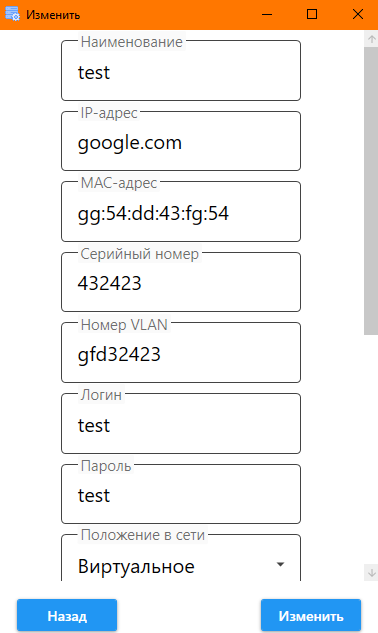 Изменить
Наименование
test
IP-адрес
google.com
MAC-адрес
gg:54:dd:43:fg:54
Серийный номер
432423
Номер VLAN
gfd32423
Логин
test
Пароль
test
Положение в сети
Виртуальное
Назад
Изменить